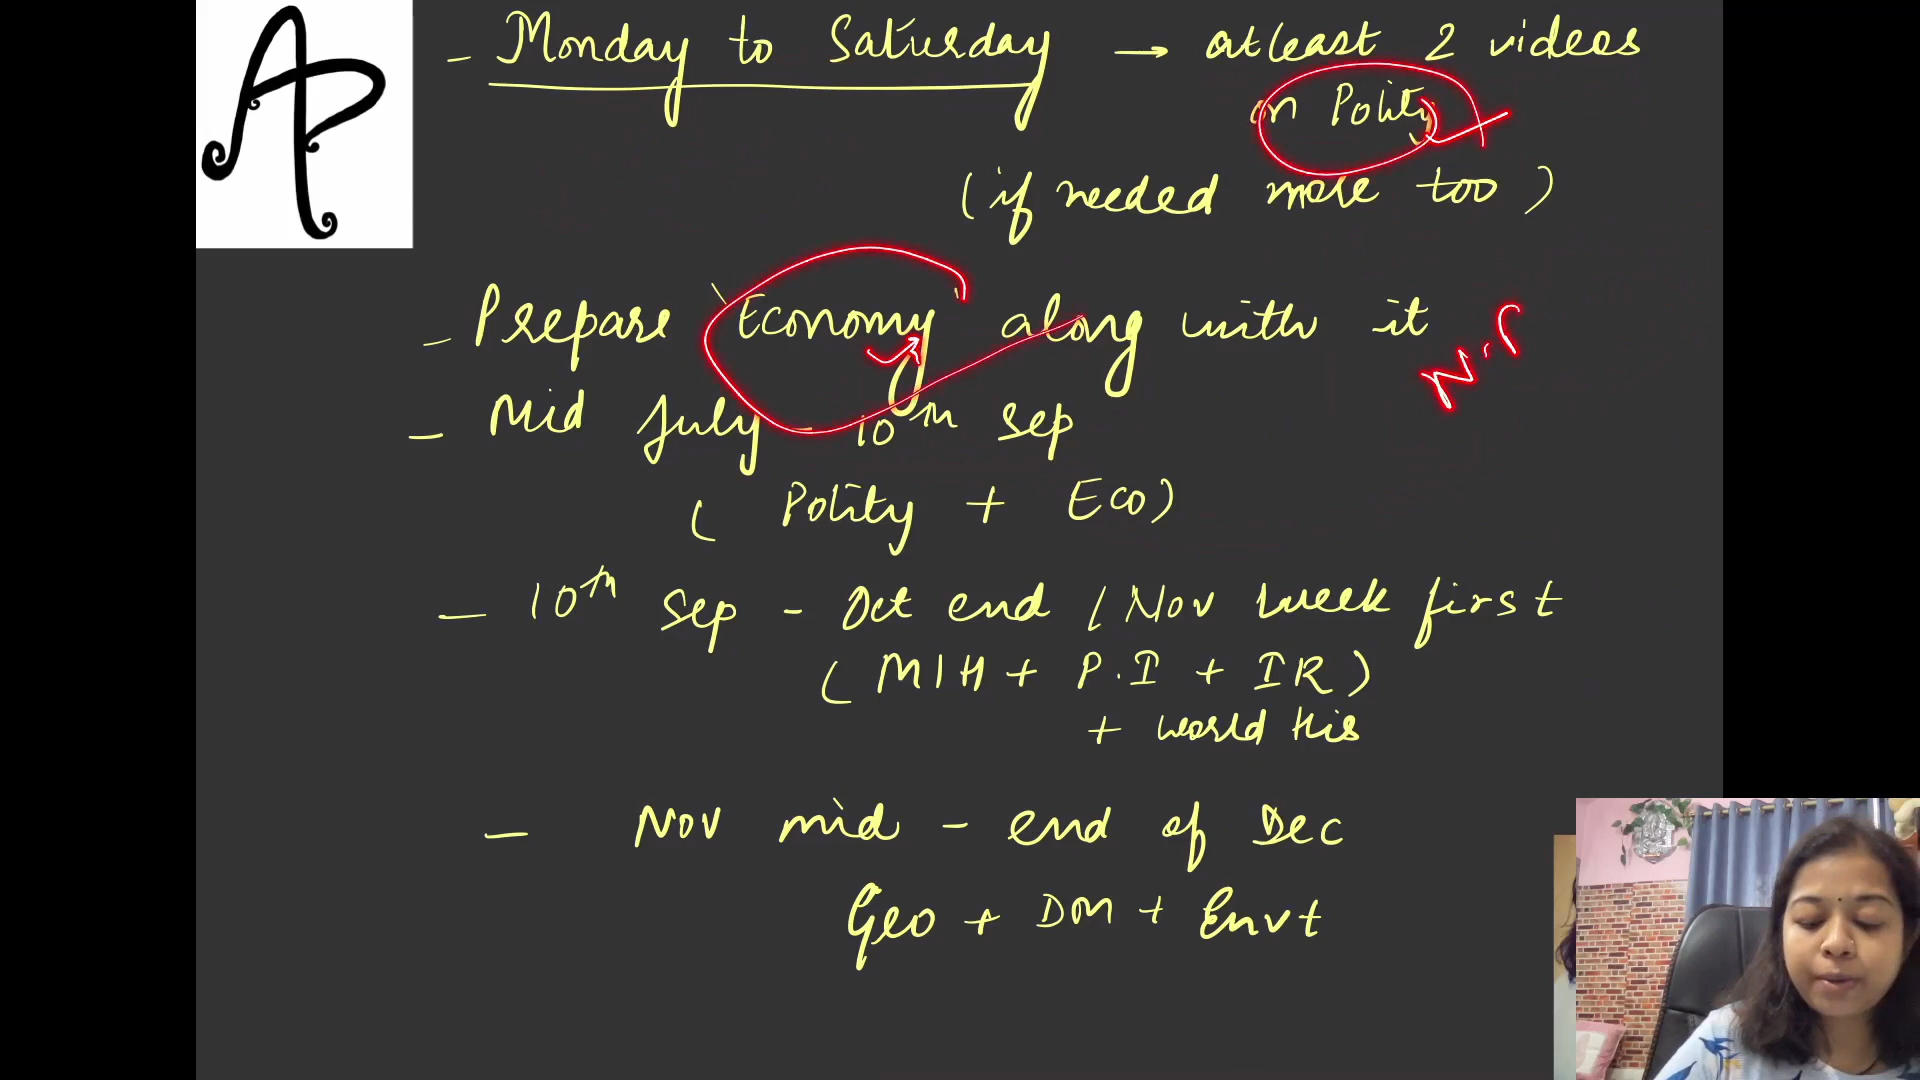 AP
- Monday to Saturday → atleast 2 videos
on Polity
(if needed more too)
- Prepare 'Economy' along with it
N.P
- Mid July - 10th Sep
( Polity + Eco)
- 10th Sep - Oct end / Nov week first
( MIH + P.I + IR )
+ World His
- Nov mid - end of Dec
Geo + DM + Envt